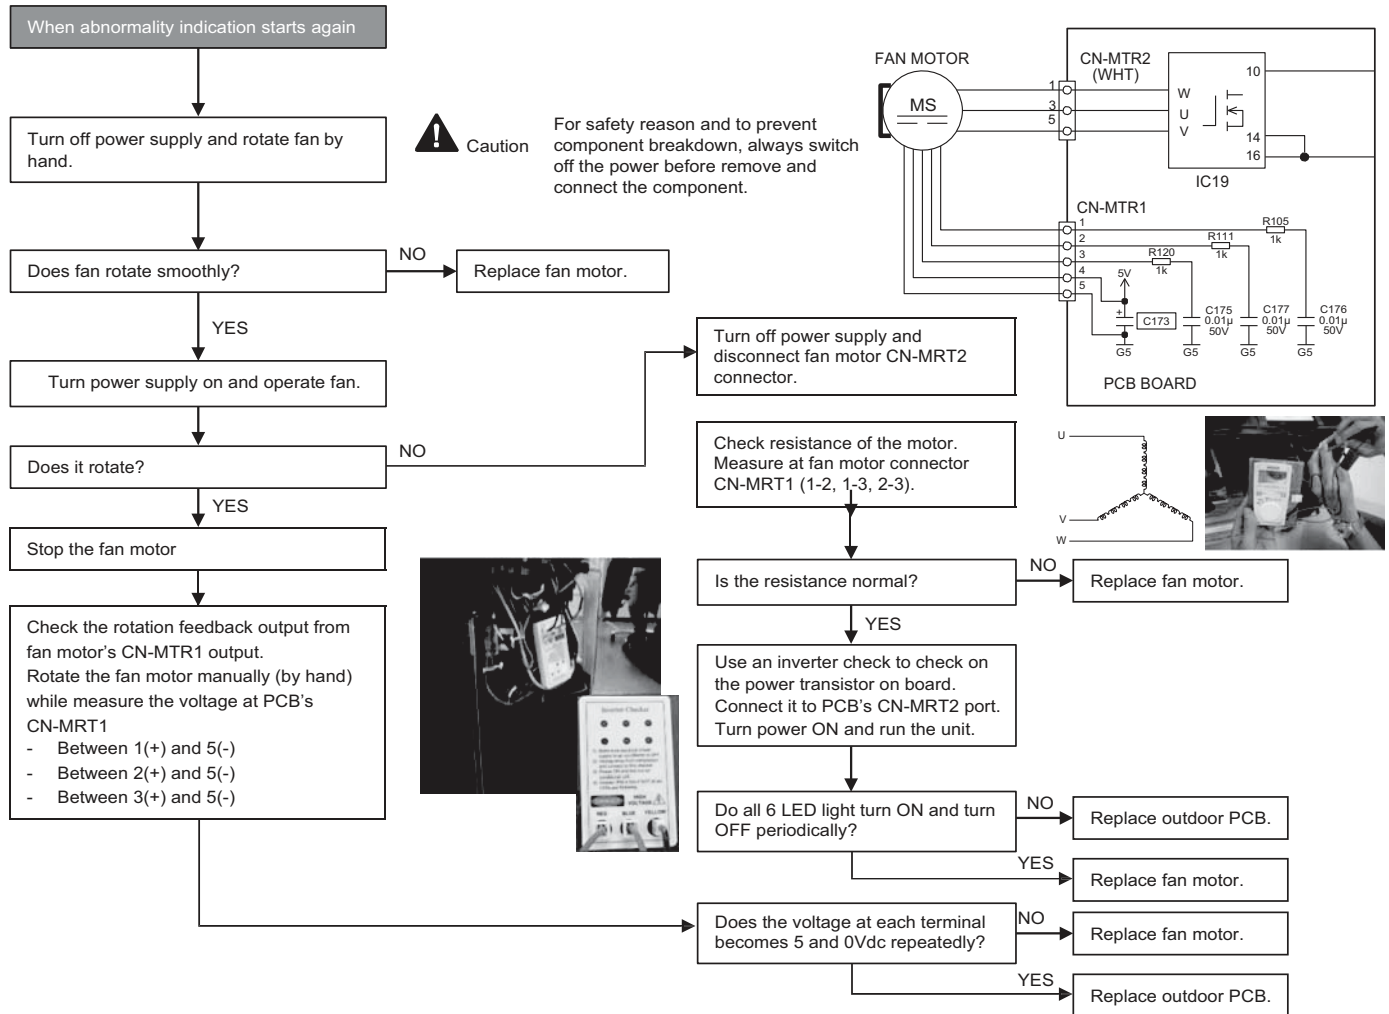 When abnormality indication starts again
Turn off power supply and rotate fan by
hand.
Caution
For safety reason and to prevent
component breakdown, always switch
off the power before remove and
connect the component.
Does fan rotate smoothly?
NO
Replace fan motor.
YES
Turn power supply on and operate fan.
Does it rotate?
NO
YES
Stop the fan motor
Check the rotation feedback output from
fan motor's CN-MTR1 output.
Rotate the fan motor manually (by hand)
while measure the voltage at PCB's
CN-MRT1
- Between 1(+) and 5(-)
- Between 2(+) and 5(-)
- Between 3(+) and 5(-)
Turn off power supply and
disconnect fan motor CN-MRT2
connector.
Check resistance of the motor.
Measure at fan motor connector
CN-MRT1 (1-2, 1-3, 2-3).
Is the resistance normal?
NO
Replace fan motor.
YES
Use an inverter check to check on
the power transistor on board.
Connect it to PCB's CN-MRT2 port.
Turn power ON and run the unit.
Do all 6 LED light turn ON and turn
OFF periodically?
NO
Replace outdoor PCB.
YES
Replace fan motor.
Does the voltage at each terminal
becomes 5 and 0Vdc repeatedly?
NO
Replace fan motor.
YES
Replace outdoor PCB.
FAN MOTOR
MS
CN-MTR2
(WHT)
1
3
5
W
U
V
10
14
16
IC19
CN-MTR1
1
2
3
4
5
R105
1k
R111
1k
R120
1k
5V
+
C173
C175
0.01µ
50V
C177
0.01µ
50V
C176
0.01µ
50V
G5
G5
G5
G5
PCB BOARD
U
V
W
Inverter Checker
HIGH
VOLTAGE
RED
BLUE
YELLOW